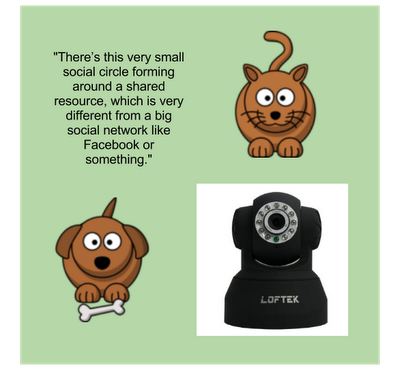 "There's this very small
social circle forming
around a shared
resource, which is very
different from a big
social network like
Facebook or
something."
LOFTEK